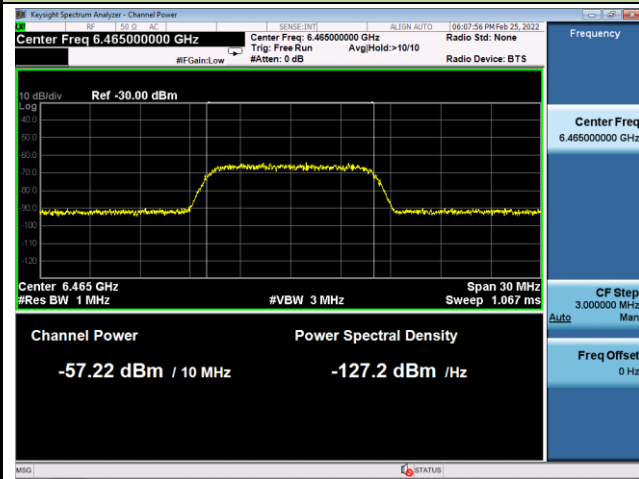 Keysight Spectrum Analyzer - Channel Power
RF 50 Ω AC SENSE:INT ALIGN AUTO 06:07:56 PM Feb 25, 2022
Center Freq 6.465000000 GHz
Center Freq: 6.465000000 GHz
Radio Std: None
Trig: Free Run Avg|Hold:>10/10
#IFGain:Low #Atten: 0 dB Radio Device: BTS
10 dB/div Ref -30.00 dBm
Log
-40.0
-50.0
-60.0
-70.0
-80.0
-90.0
-100
-110
-120
Center 6.465 GHz Span 30 MHz
#Res BW 1 MHz #VBW 3 MHz Sweep 1.067 ms
Channel Power Power Spectral Density
-57.22 dBm / 10 MHz -127.2 dBm /Hz
MSG STATUS
Frequency
Center Freq
6.465000000 GHz
CF Step
3.000000 MHz
Auto Man
Freq Offset
0 Hz